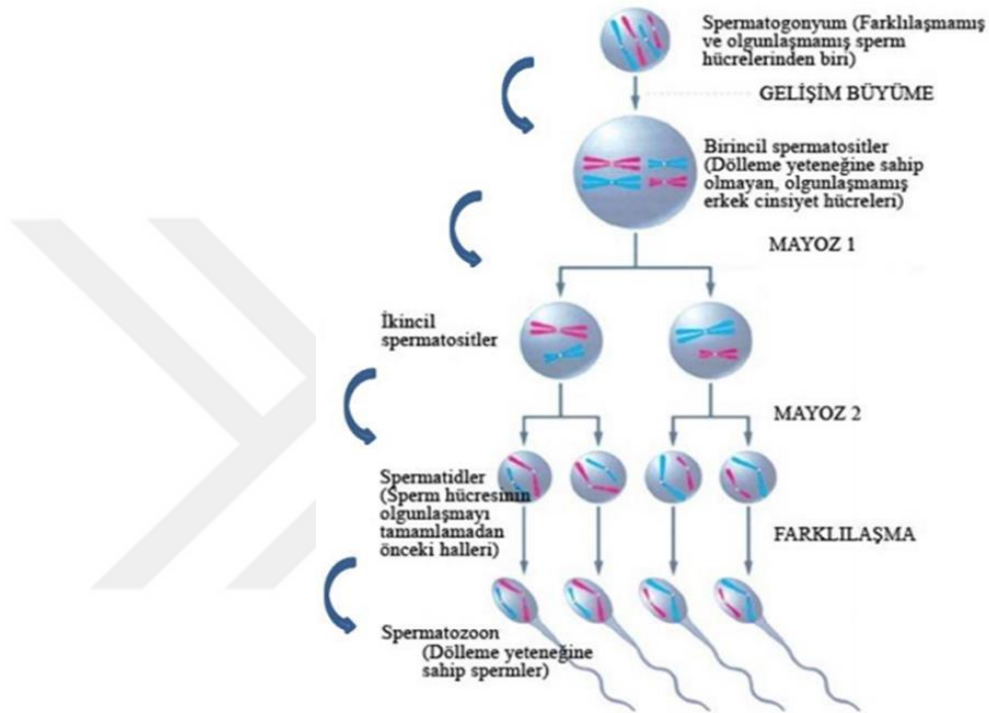 Spermatogonyum (Farklılaşmamış
ve olgunlaşmamış sperm
hücrelerinden biri)
GELİŞİM BÜYÜME
Birincil spermatositler
(Dölleme yeteneğine sahip
olmayan, olgunlaşmamış
erkek cinsiyet hücreleri)
MAYOZ 1
İkincil
spermatositler
MAYOZ 2
Spermatidler
(Sperm hücresinin
olgunlaşmayı
tamamlamadan
önceki halleri)
FARKLILAŞMA
Spermatozoon
(Dölleme yeteneğine
sahip spermler)